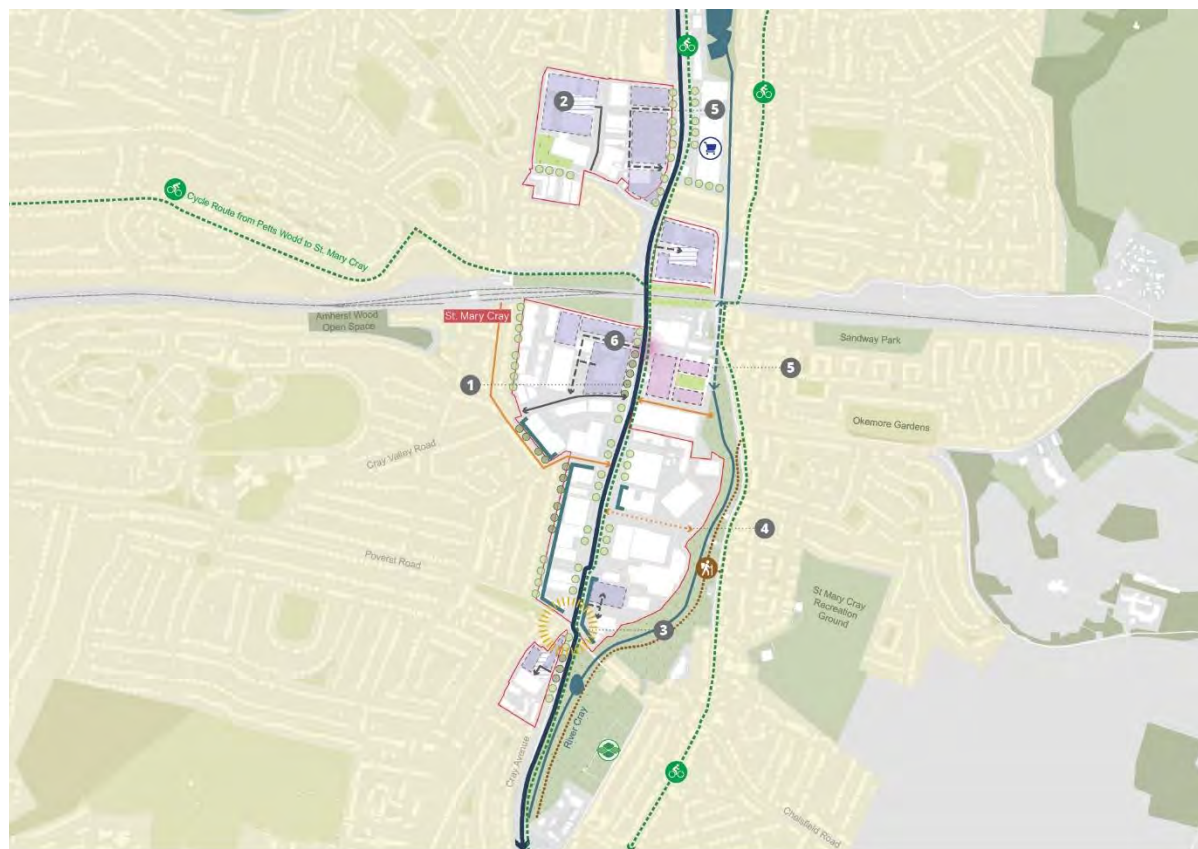 2
5
Cycle Route from Petts Wodd to St. Mary Cray
Amherst Wood
Open Space
St. Mary Cray
6
Sandway Park
5
1
Okemore Gardens
Cray Valley Road
4
Poverst Road
St Mary Cray
Recreation
Ground
3
River Cray
Cray Avenue
Chelsfield Road